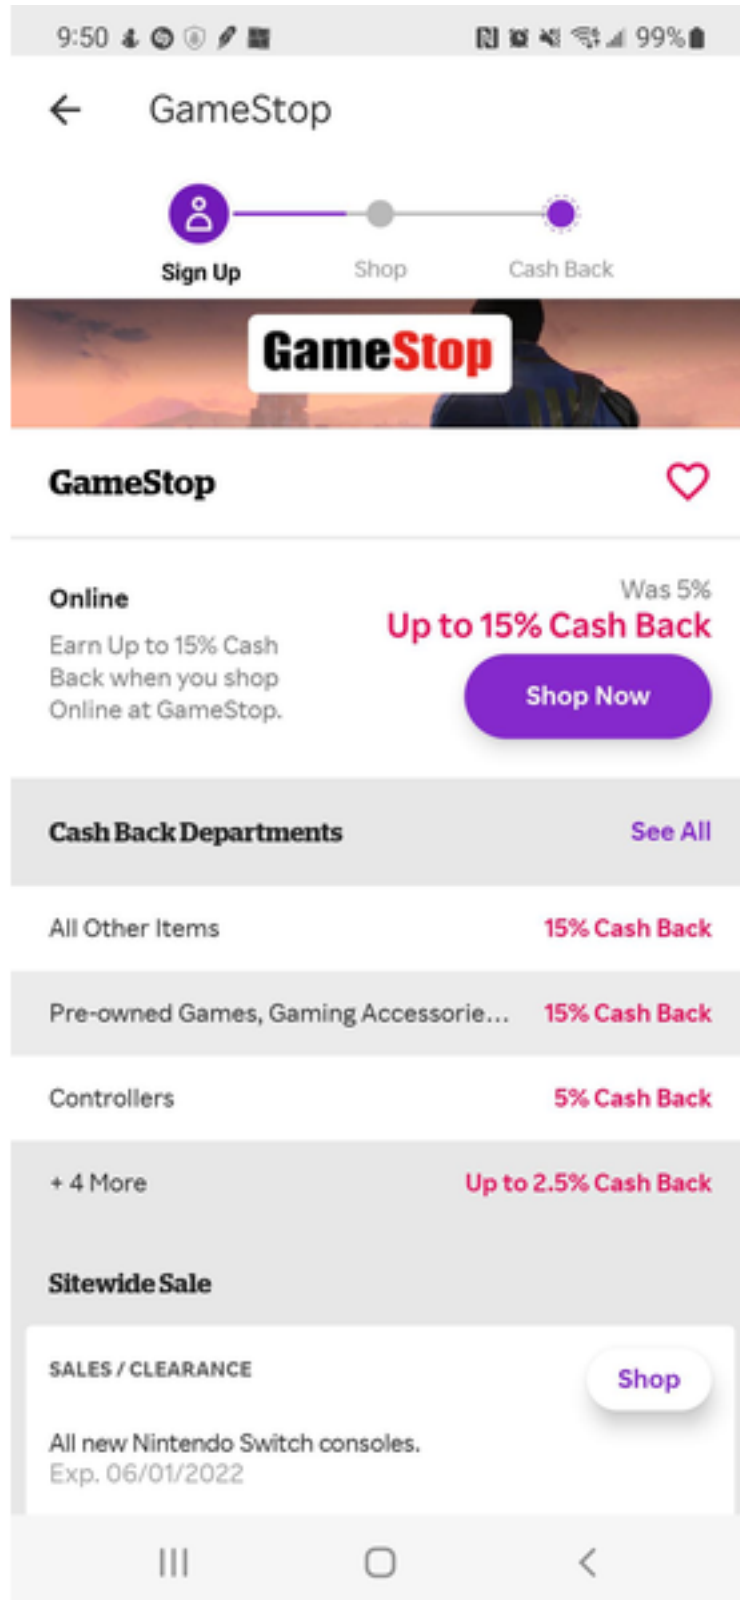 9:50 99%
GameStop
Sign Up Shop Cash Back
GameStop
GameStop
Online
Earn Up to 15% Cash
Back when you shop
Online at GameStop.
Was 5%
Up to 15% Cash Back
Shop Now
Cash Back Departments See All
All Other Items 15% Cash Back
Pre-owned Games, Gaming Accessorie... 15% Cash Back
Controllers 5% Cash Back
+ 4 More Up to 2.5% Cash Back
Sitewide Sale
SALES / CLEARANCE Shop
All new Nintendo Switch consoles.
Exp. 06/01/2022